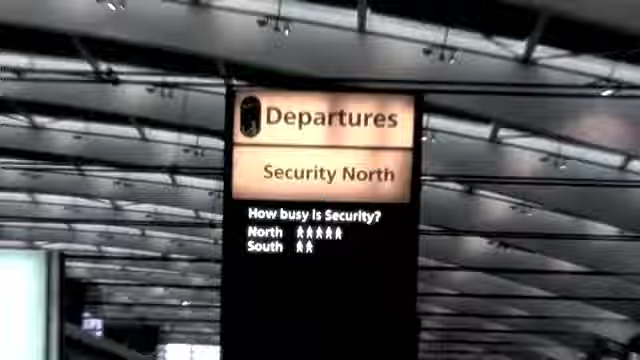 Departures
Security North
How busy is Security?
North
South